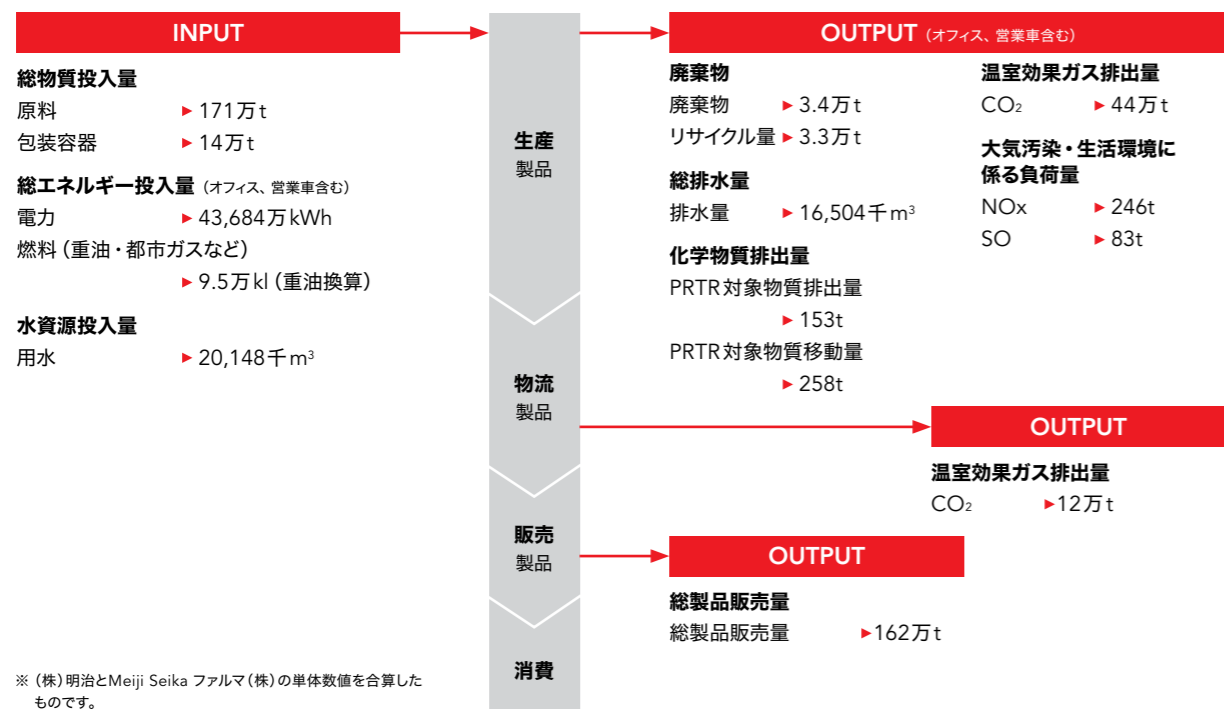 INPUT
総物質投入量
原料 ▶ 171万t
包装容器 ▶ 14万t
総エネルギー投入量（オフィス、営業車含む）
電力 ▶ 43,684万kWh
燃料（重油・都市ガスなど）
▶ 9.5万kl（重油換算）
水資源投入量
用水 ▶ 20,148千m³
※（株）明治とMeiji Seika ファルマ（株）の単体数値を合算した
ものです。
生産
製品
物流
製品
販売
製品
消費
OUTPUT（オフィス、営業車含む）
廃棄物
廃棄物 ▶ 3.4万t
リサイクル量 ▶ 3.3万t
総排水量
排水量 ▶ 16,504千m³
化学物質排出量
PRTR対象物質排出量
▶ 153t
PRTR対象物質移動量
▶ 258t
温室効果ガス排出量
CO₂ ▶ 44万t
大気汚染・生活環境に
係る負荷量
NOx ▶ 246t
SO ▶ 83t
OUTPUT
温室効果ガス排出量
CO₂ ▶12万t
OUTPUT
総製品販売量
総製品販売量 ▶162万t